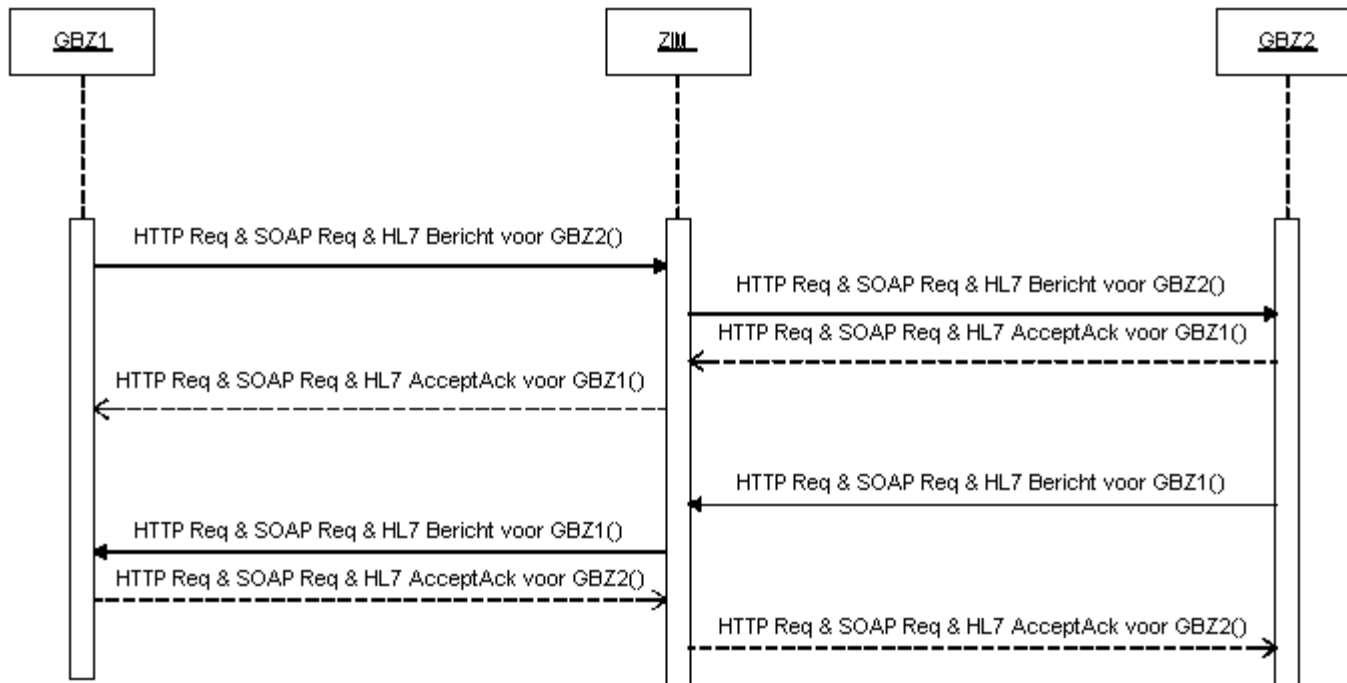 GBZ1
ZIM
GBZ2
HTTP Req & SOAP Req & HL7 Bericht voor GBZ2()
HTTP Req & SOAP Req & HL7 Bericht voor GBZ2()
HTTP Req & SOAP Req & HL7 AcceptAck voor GBZ1()
HTTP Req & SOAP Req & HL7 AcceptAck voor GBZ1()
HTTP Req & SOAP Req & HL7 Bericht voor GBZ1()
HTTP Req & SOAP Req & HL7 Bericht voor GBZ1()
HTTP Req & SOAP Req & HL7 AcceptAck voor GBZ2()
HTTP Req & SOAP Req & HL7 AcceptAck voor GBZ2()